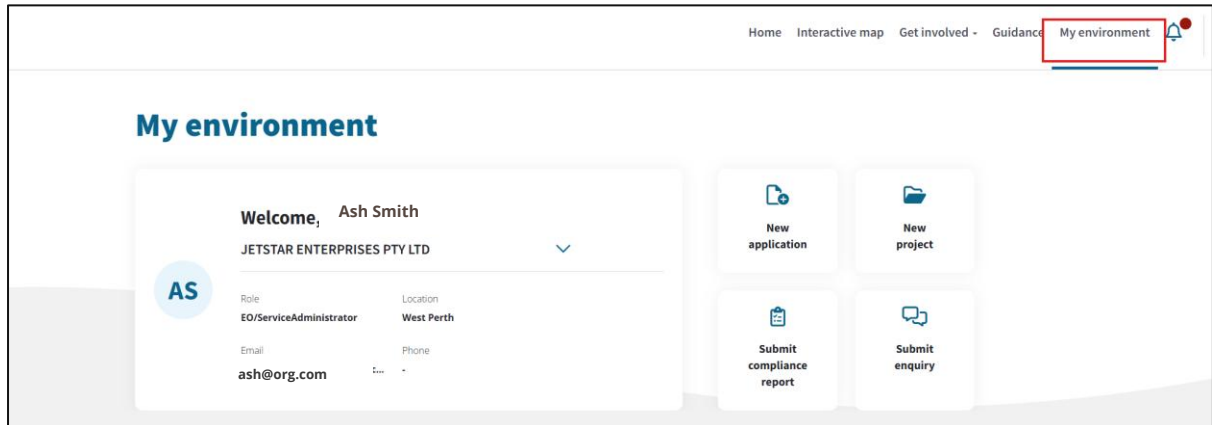 Home Interactive map Get involved - Guidance My environment
My environment
Welcome, Ash Smith
JETSTAR ENTERPRISES PTY LTD
AS
Role Location
EO/ServiceAdministrator West Perth
Email Phone
ash@org.com :... -
New
application
New
project
Submit
compliance
report
Submit
enquiry